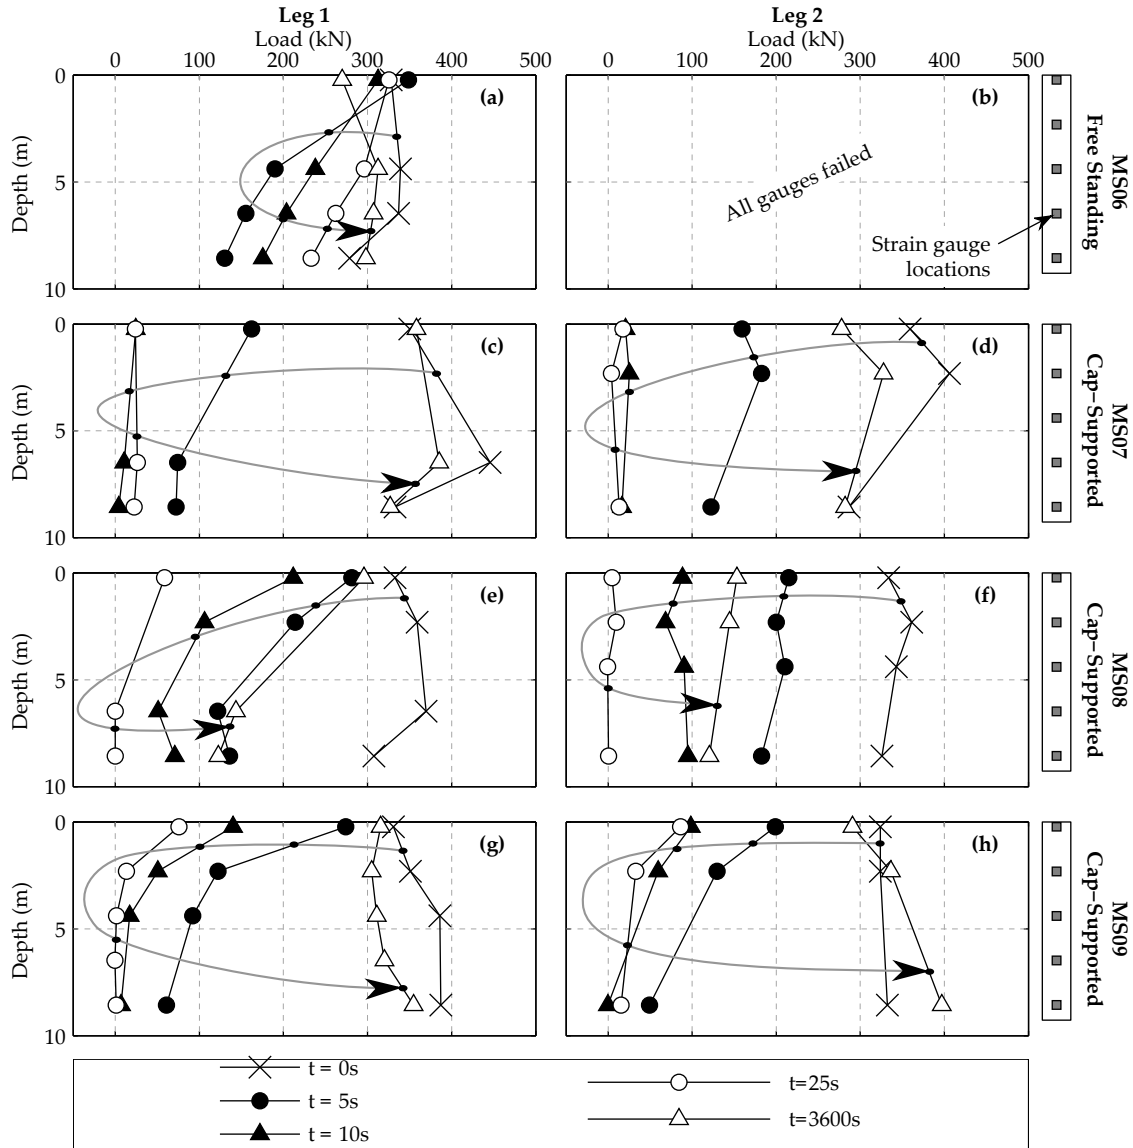 Leg 1
Leg 2
Load (kN)
Load (kN)
0 100 200 300 400 500
0 100 200 300 400 500
0
5
10
Depth (m)
(a)
(b)
All gauges failed
Strain gauge
locations
MS06
Free Standing
0
5
10
Depth (m)
(c)
(d)
MS07
Cap-Supported
0
5
10
Depth (m)
(e)
(f)
MS08
Cap-Supported
0
5
10
Depth (m)
(g)
(h)
MS09
Cap-Supported
t = 0s
t = 5s
t = 10s
t=25s
t=3600s